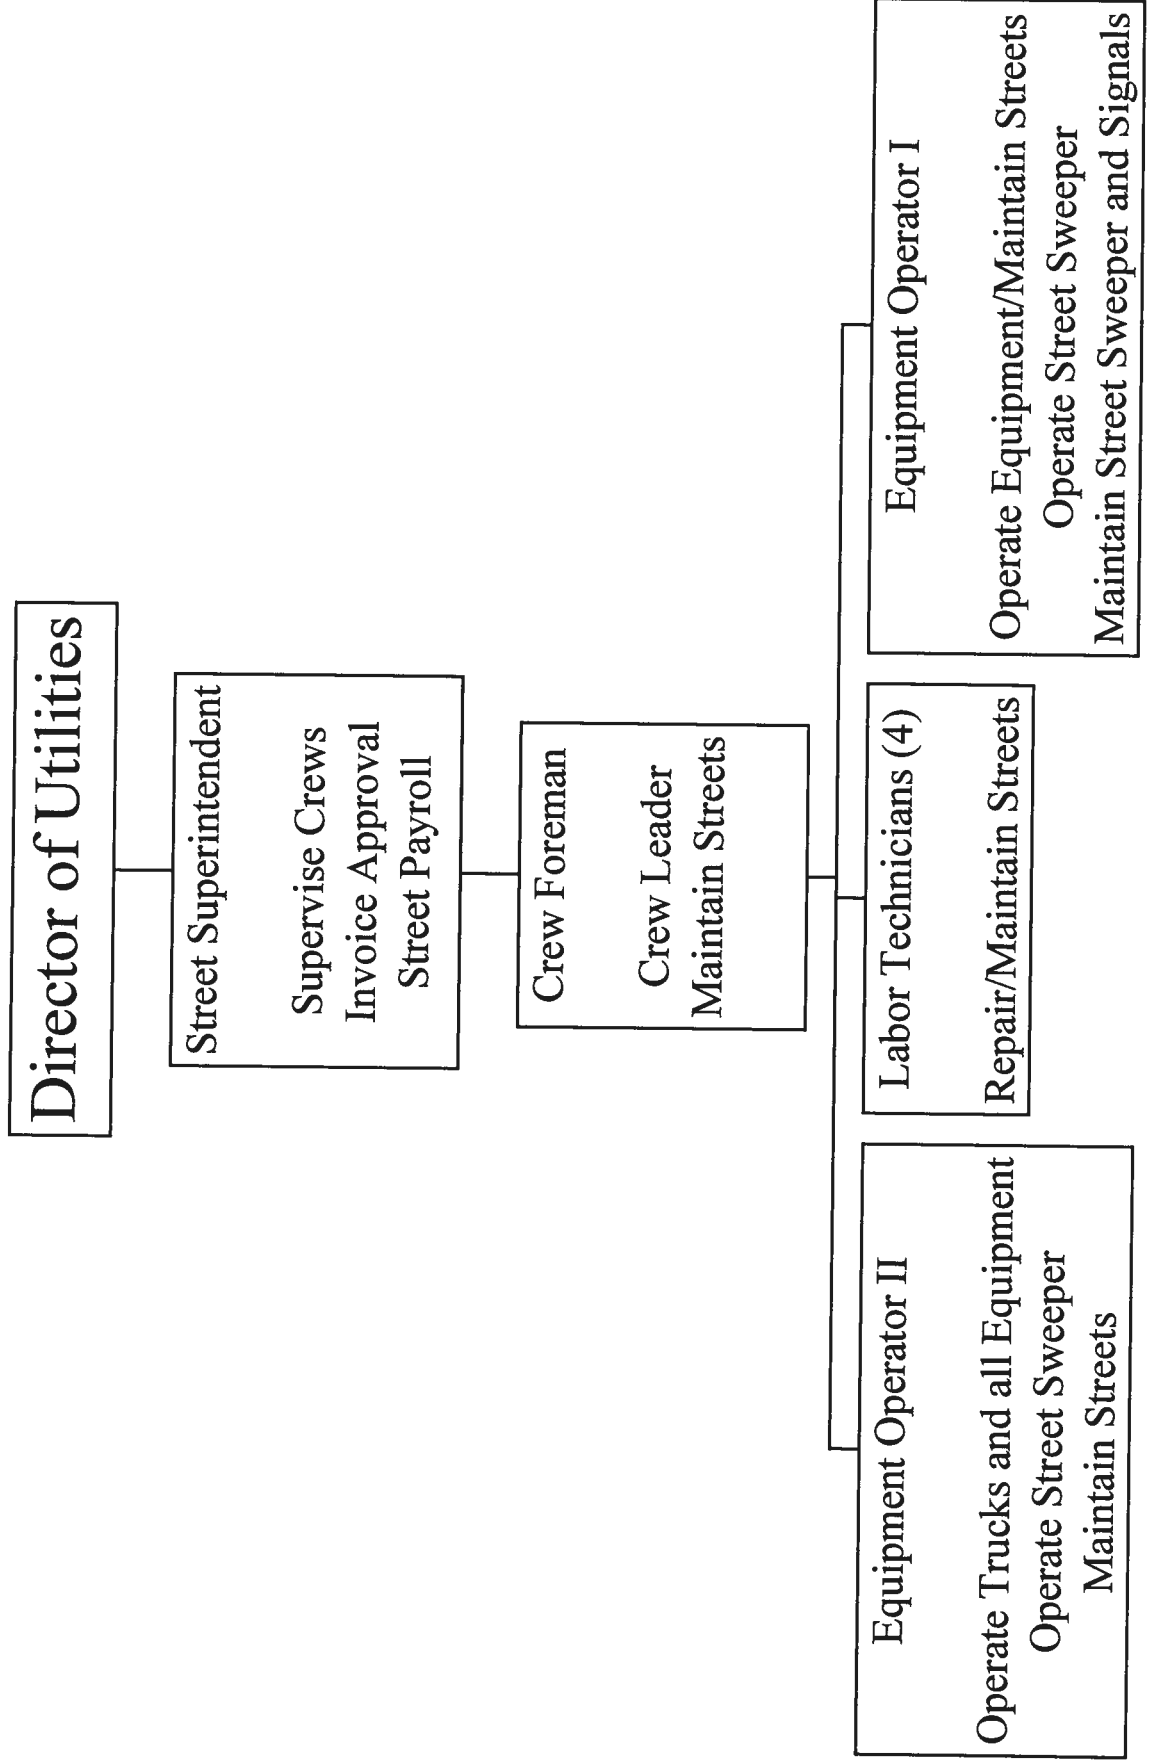 Director of Utilities
Street Superintendent
Supervise Crews
Invoice Approval
Street Payroll
Crew Foreman
Crew Leader
Maintain Streets
Equipment Operator II
Operate Trucks and all Equipment
Operate Street Sweeper
Maintain Streets
Labor Technicians (4)
Repair/Maintain Streets
Equipment Operator I
Operate Equipment/Maintain Streets
Operate Street Sweeper
Maintain Street Sweeper and Signals